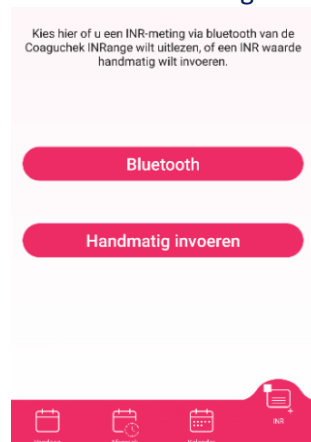 Kies hier of u een INR-meting via bluetooth van de
Coaguchek INRange wilt uitlezen, of een INR waarde
handmatig wilt invoeren.
Bluetooth
Handmatig invoeren
INR